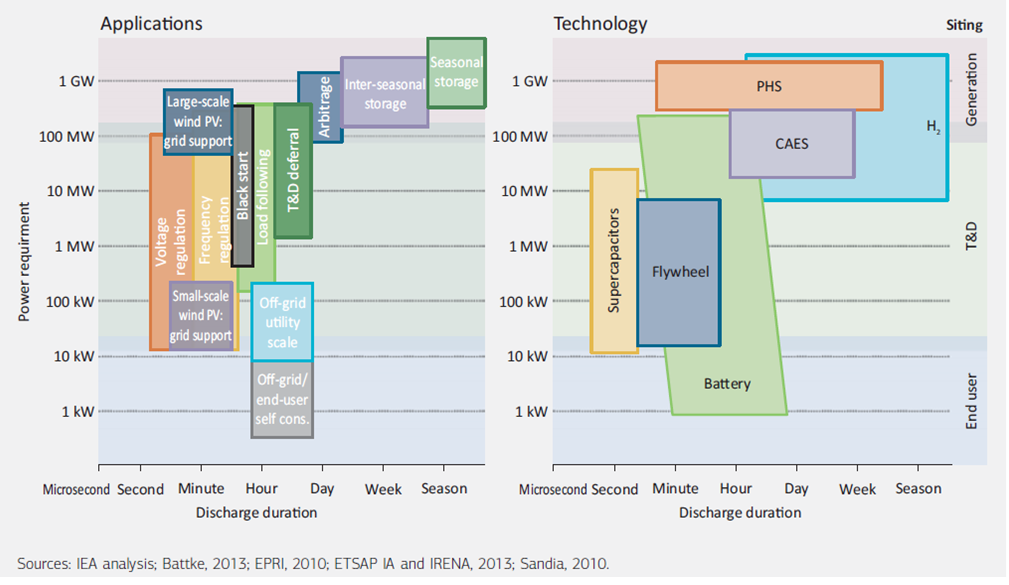 Applications
Technology
Siting
Power requirment
1 GW
100 MW
10 MW
1 MW
100 kW
10 kW
1 kW
Large-scale
wind PV:
grid support
Voltage
regulation
Frequency
regulation
Small-scale
wind PV:
grid support
Black start
Load following
T&D deferral
Arbitrage
Inter-seasonal
storage
Seasonal
storage
Off-grid
utility
scale
Off-grid/
end-user
self cons.
Microsecond Second Minute Hour Day Week Season
Discharge duration
1 GW
100 MW
10 MW
1 MW
100 kW
10 kW
1 kW
PHS
H2
CAES
Supercapacitors
Flywheel
Battery
Generation
T&D
End user
Microsecond Second Minute Hour Day Week Season
Discharge duration
Sources: IEA analysis; Battke, 2013; EPRI, 2010; ETSAP IA and IRENA, 2013; Sandia, 2010.